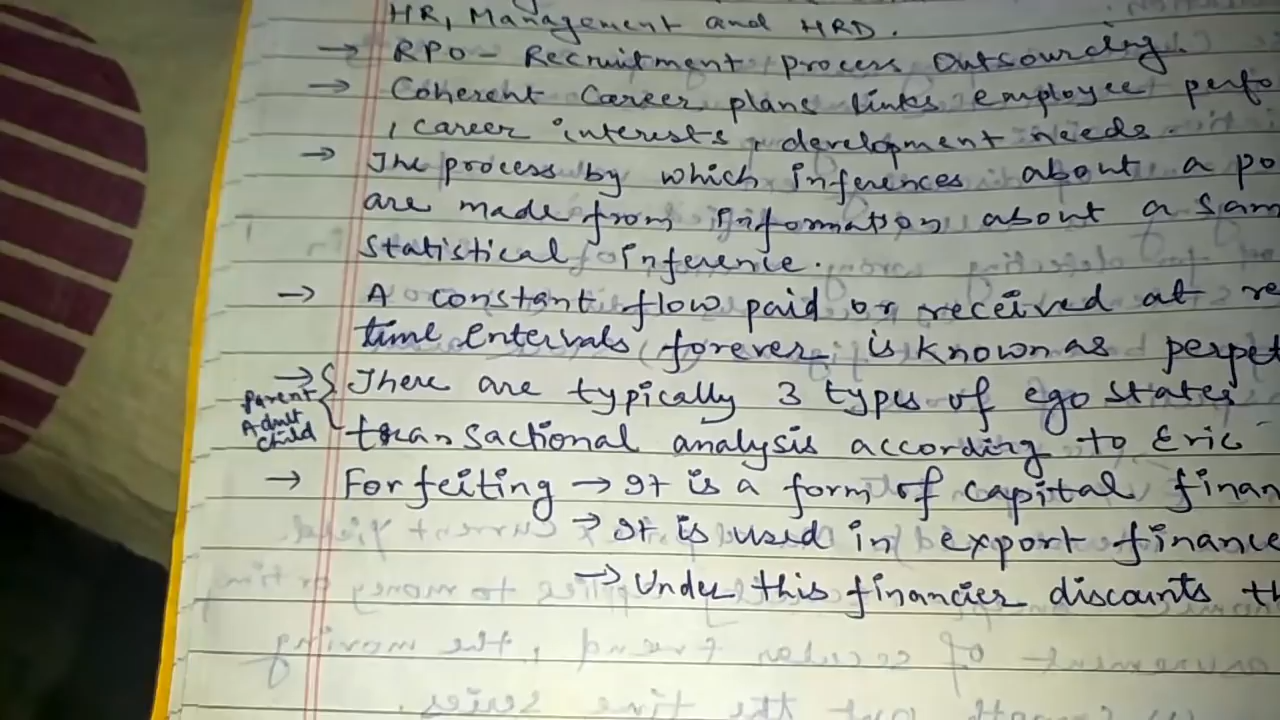 HR, Management and HRD.
→ RPO - Recruitment process Outsourcing.
→ Coherent Career plans links employee perfo
, career interests, development needs.
→ The process by which inferences about a po
are made from information about a sam
Statistical inference.
→ A constant flow paid or received at re
time intervals forever is known as perpet
→ { There are typically 3 types of ego states
Parent
Adult
Child
transactional analysis according to Eric
→ Forfeiting → It is a form of capital finan
→ It is used in export finance
→ Under this financier discounts th